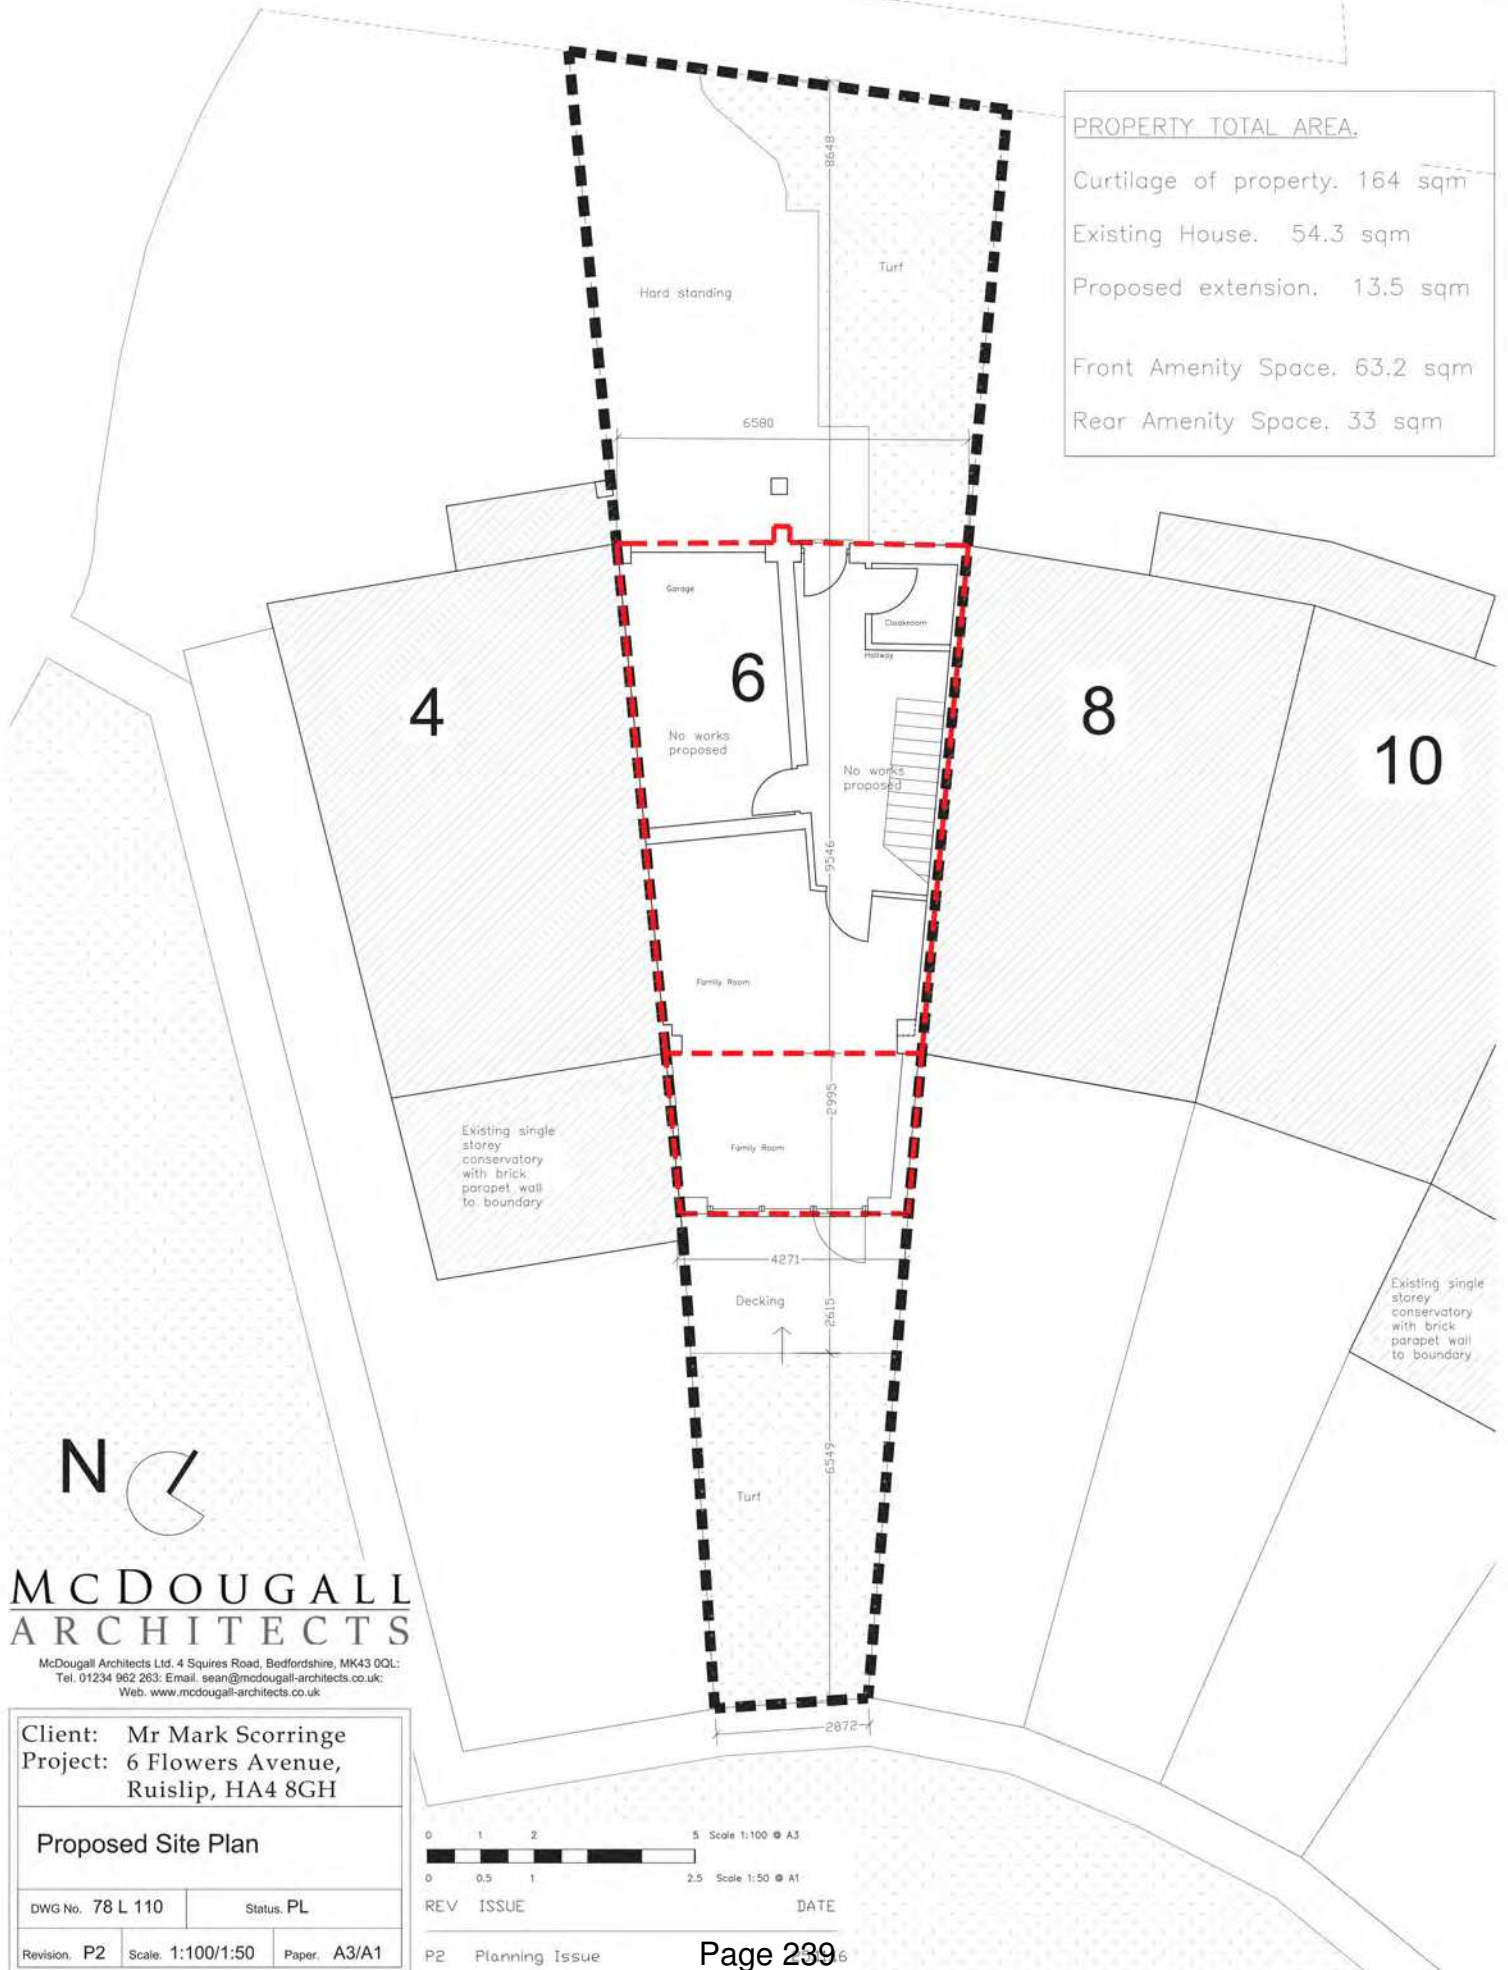 PROPERTY TOTAL AREA.
Curtilage of property. 164 sqm
Existing House. 54.3 sqm
Proposed extension. 13.5 sqm
Front Amenity Space. 63.2 sqm
Rear Amenity Space. 33 sqm
8648
Turf
Hard standing
6580
Garage
Cloakroom
Hallway
6
4
8
10
No works
proposed
No works
proposed
9546
Family Room
2995
Existing single
storey
conservatory
with brick
parapet wall
to boundary
Family Room
4271
Decking
2615
Existing single
storey
conservatory
with brick
parapet wall
to boundary
6549
Turf
N
MCDOUGALL
ARCHITECTS
McDougall Architects Ltd. 4 Squires Road, Bedfordshire, MK43 0QL:
Tel. 01234 962 263: Email. sean@mcdougall-architects.co.uk:
Web. www.mcdougall-architects.co.uk
2872
Client: Mr Mark Scorringe
Project: 6 Flowers Avenue,
Ruislip, HA4 8GH
Proposed Site Plan
DWG No. 78 L 110 Status. PL
Revision. P2 Scale. 1:100/1:50 Paper. A3/A1
0 1 2 5 Scale 1:100 @ A3
0 0.5 1 2.5 Scale 1:50 @ A1
REV ISSUE DATE
P2 Planning Issue
Page 239